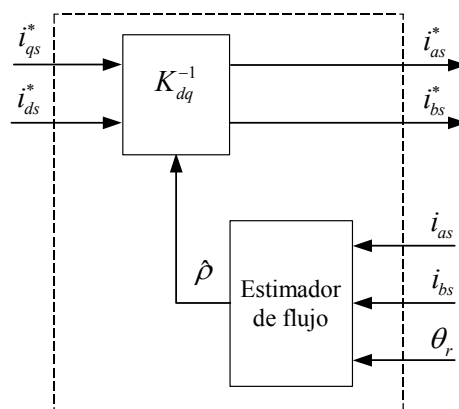 i*qs
i*ds
K⁻¹dq
i*as
i*bs
ρ̂
Estimador
de flujo
ias
ibs
θr